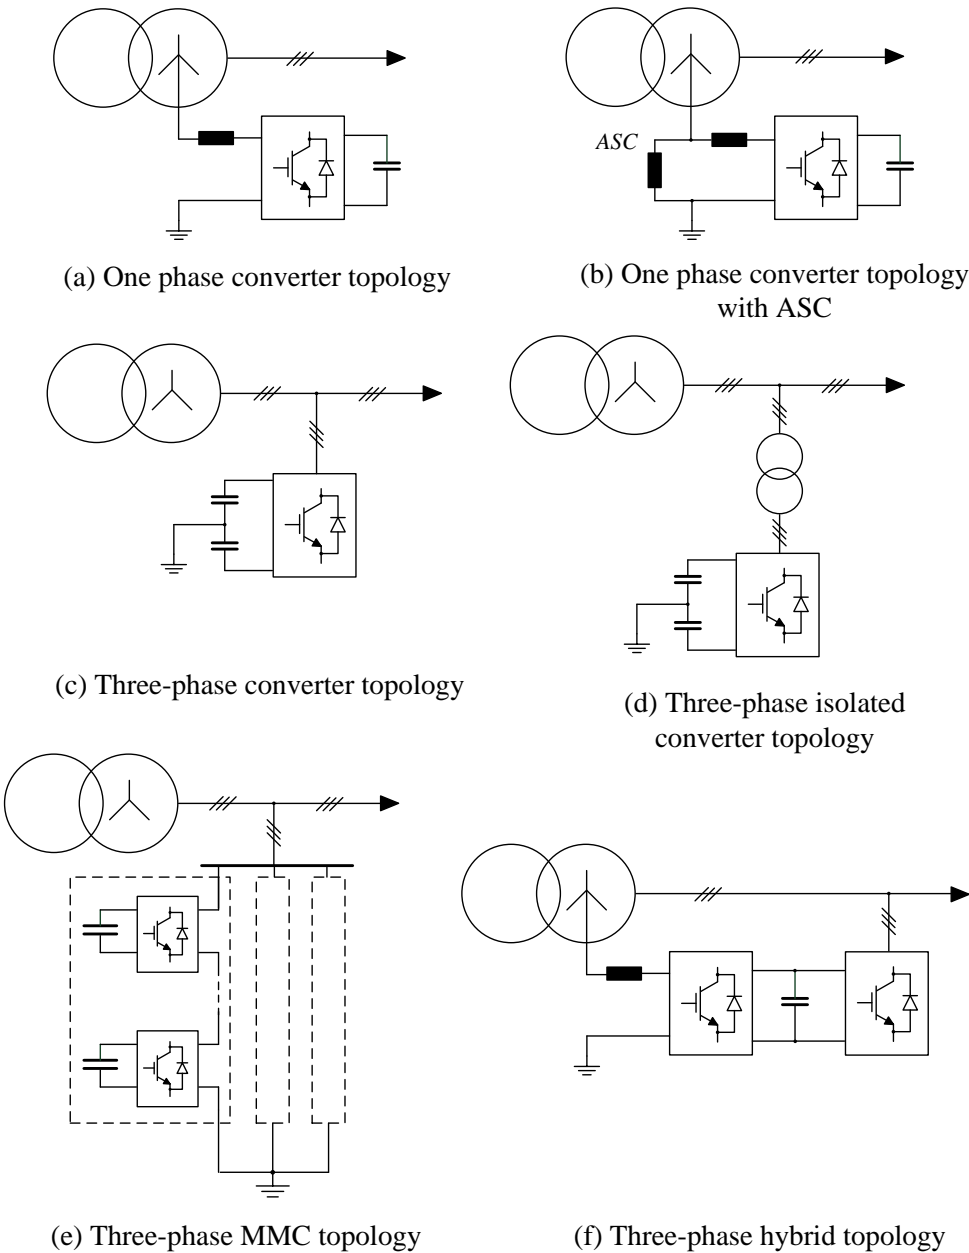 ASC
(a) One phase converter topology
(b) One phase converter topology
with ASC
(c) Three-phase converter topology
(d) Three-phase isolated
converter topology
(e) Three-phase MMC topology
(f) Three-phase hybrid topology